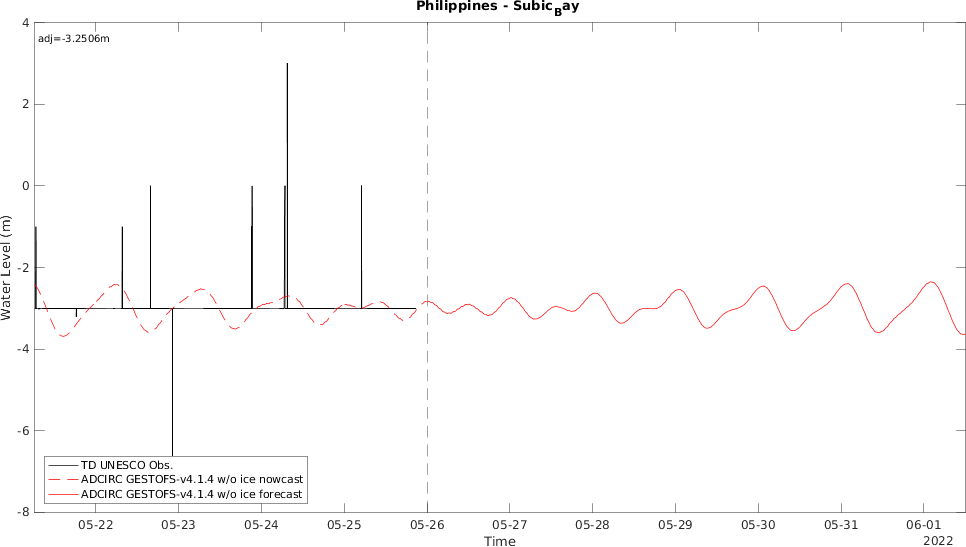 Philippines - SubicBay
adj=-3.2506m
4
2
0
-2
-4
-6
-8
Water Level (m)
TD UNESCO Obs.
ADCIRC GESTOFS-v4.1.4 w/o ice nowcast
ADCIRC GESTOFS-v4.1.4 w/o ice forecast
05-22 05-23 05-24 05-25 05-26 05-27 05-28 05-29 05-30 05-31 06-01
Time
2022